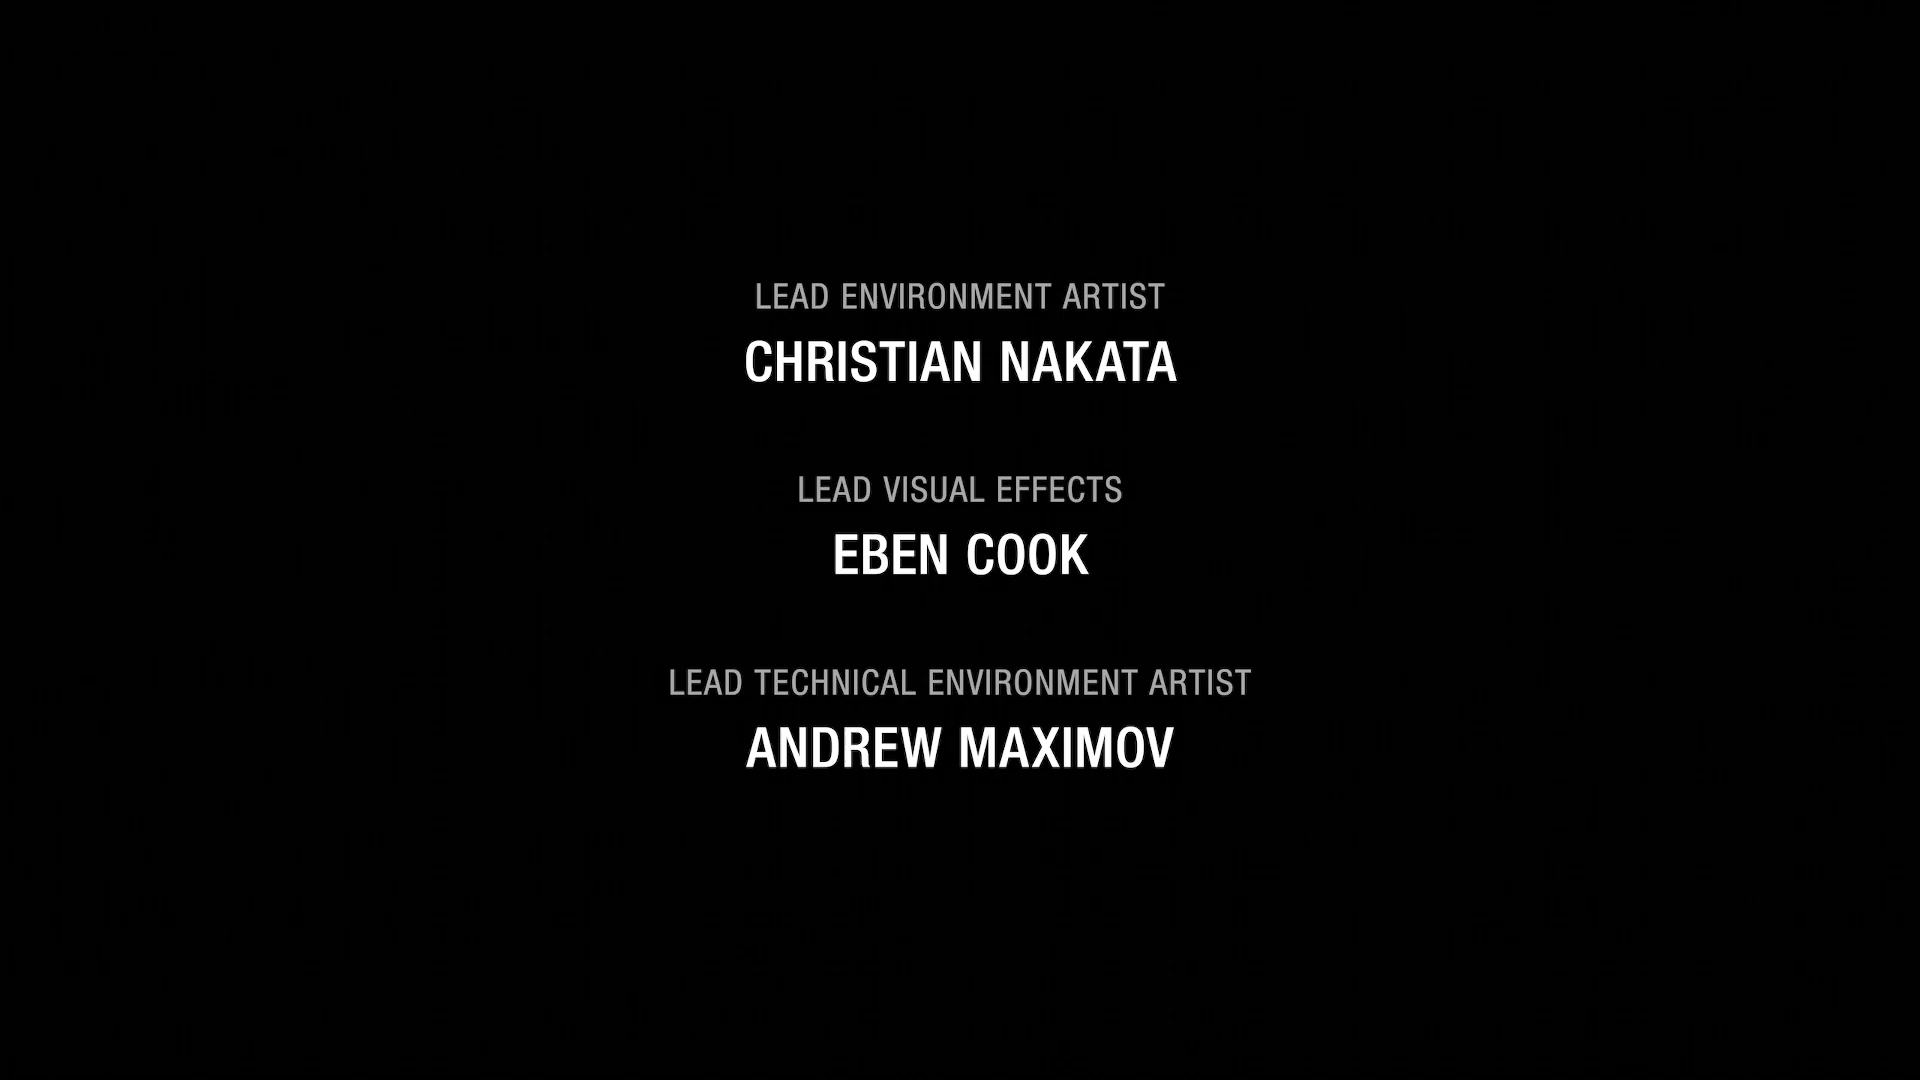 LEAD ENVIRONMENT ARTIST
CHRISTIAN NAKATA
LEAD VISUAL EFFECTS
EBEN COOK
LEAD TECHNICAL ENVIRONMENT ARTIST
ANDREW MAXIMOV